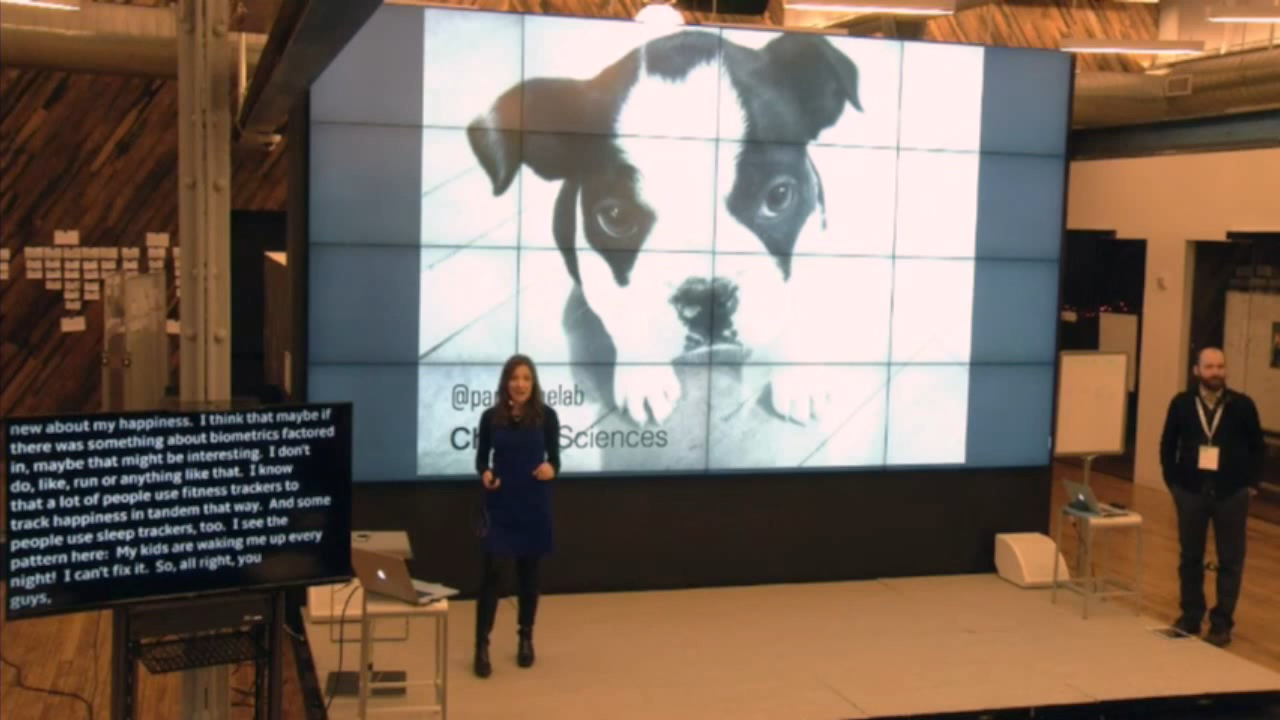 new about my happiness. I think that maybe if
there was something about biometrics factored
in, maybe that might be interesting. I don't
do, like, run or anything like that. I know
that a lot of people use fitness trackers to
track happiness in tandem that way. And some
people use sleep trackers, too. I see the
pattern here: My kids are waking me up every
night! I can't fix it. So, all right, you
guys,
Sciences